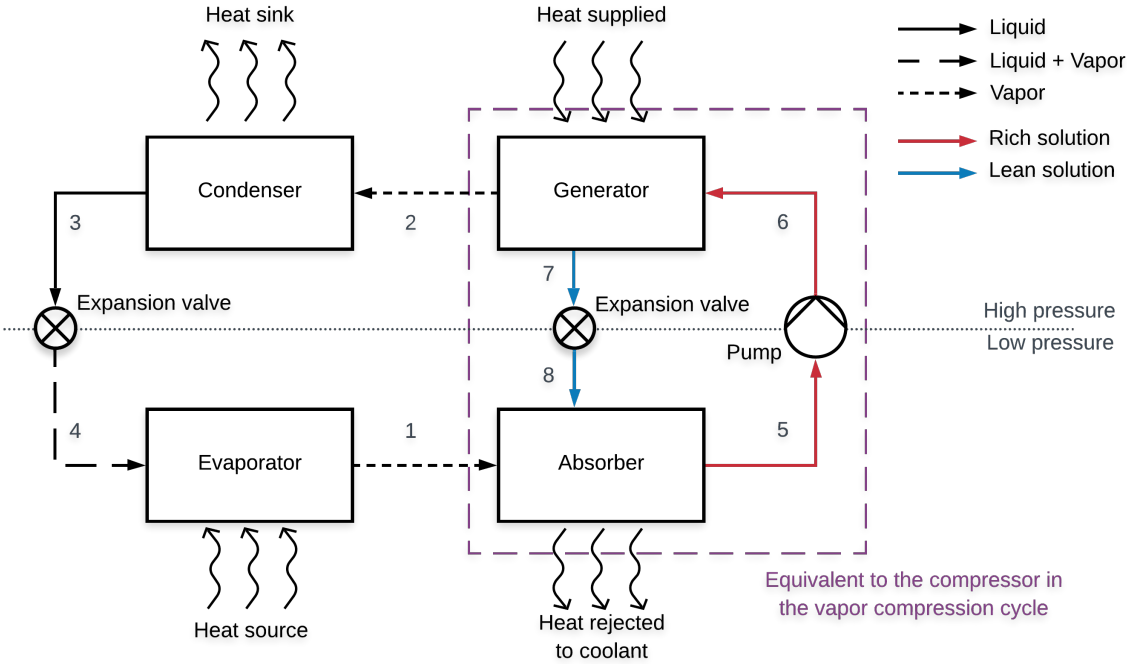 Heat sink
Heat supplied
Liquid
Liquid + Vapor
Vapor
Rich solution
Lean solution
Condenser
Generator
3
2
6
7
Expansion valve
Expansion valve
High pressure
Pump
Low pressure
8
4
1
5
Evaporator
Absorber
Equivalent to the compressor in
the vapor compression cycle
Heat source
Heat rejected
to coolant